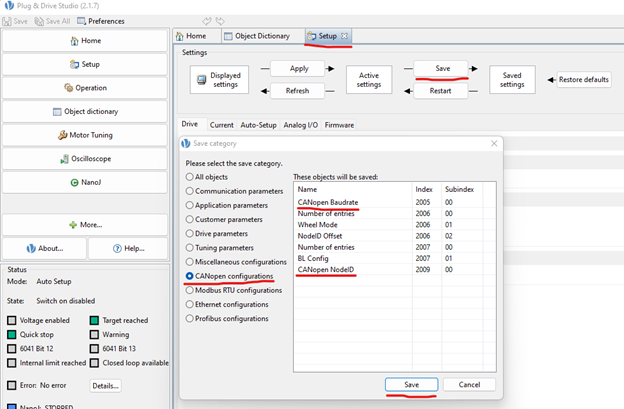 Plug & Drive Studio (2.1.7)
Save Save All Preferences
Home
Setup
Operation
Object dictionary
Motor Tuning
Oscilloscope
NanoJ
More...
About... Help...
Status
Mode: Auto Setup
State: Switch on disabled
Voltage enabled Target reached
Quick stop Warning
6041 Bit 12 6041 Bit 13
Internal limit reached Closed loop available
Error: No error Details...
NanoJ: STOPPED
Home Object Dictionary Setup
Settings
Displayed settings
Apply
Refresh
Active settings
Save
Restart
Saved settings
Restore defaults
Drive Current Auto-Setup Analog I/O Firmware
Save category
Please select the save category.
All objects
Communication parameters
Application parameters
Customer parameters
Drive parameters
Tuning parameters
Miscellaneous configurations
CANopen configurations
Modbus RTU configurations
Ethernet configurations
Profibus configurations
These objects will be saved:
Name Index Subindex
CANopen Baudrate 2005 00
Number of entries 2006 00
Wheel Mode 2006 01
NodeID Offset 2006 02
Number of entries 2007 00
BL Config 2007 01
CANopen NodeID 2009 00
Save Cancel